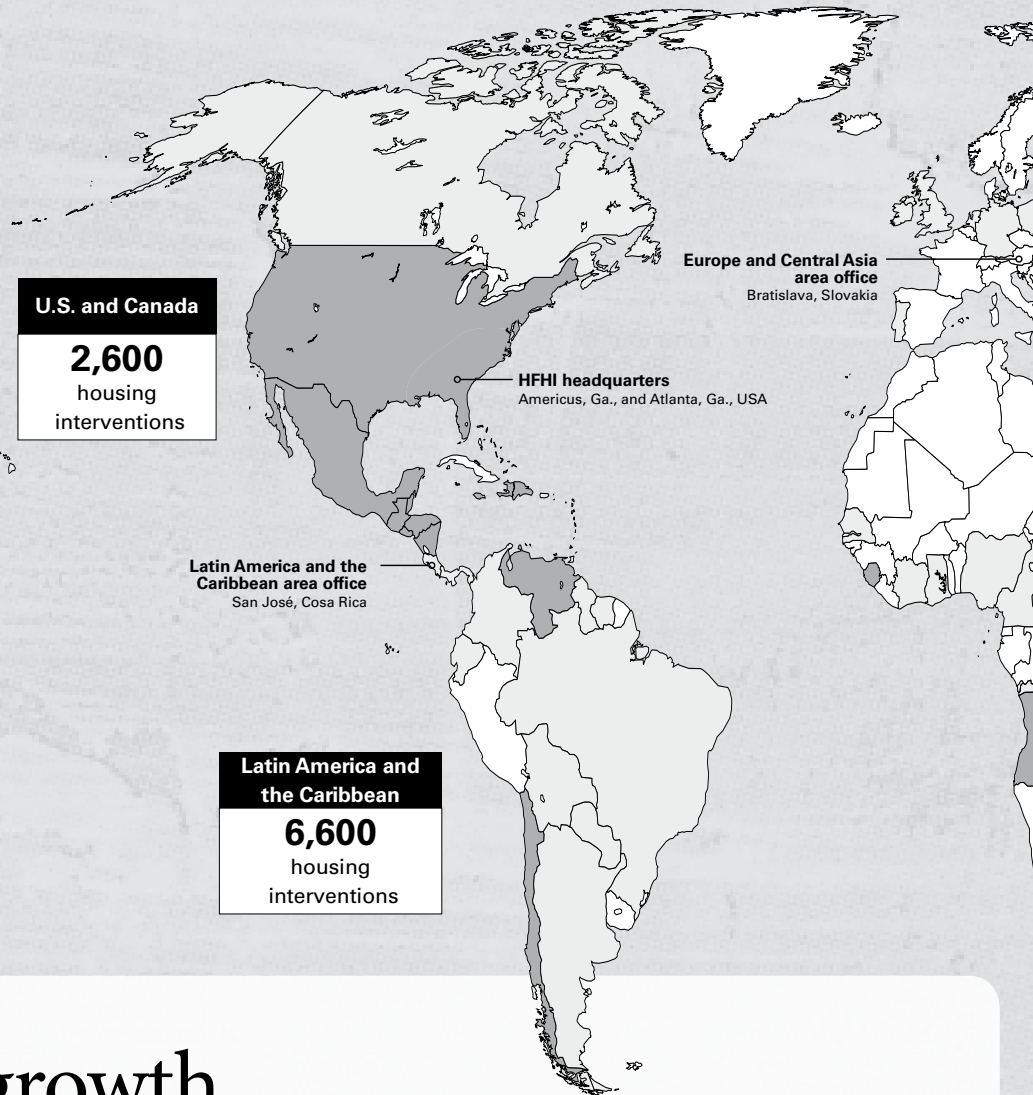 Europe and Central Asia
area office
Bratislava, Slovakia
U.S. and Canada
2,600
housing
interventions
HFHI headquarters
Americus, Ga., and Atlanta, Ga., USA
Latin America and the
Caribbean area office
San José, Cosa Rica
Latin America and
the Caribbean
6,600
housing
interventions
growth